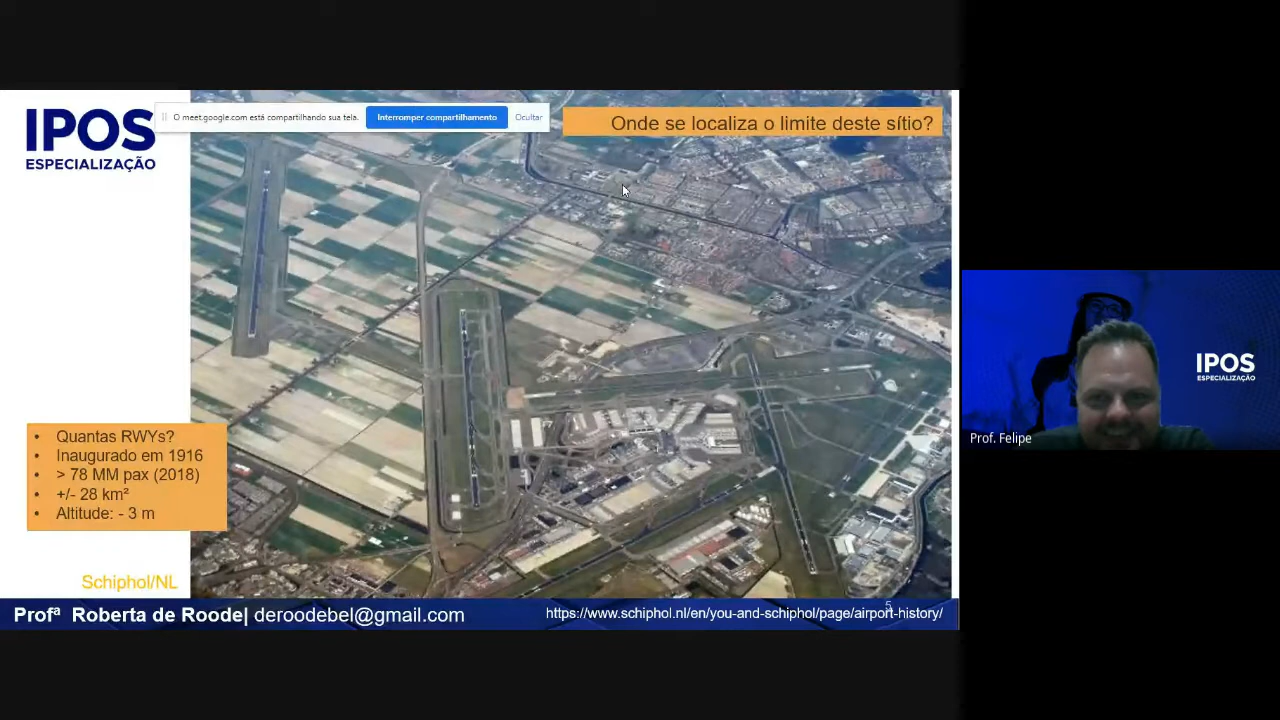 IPOS
ESPECIALIZAÇÃO
O meet.google.com está compartilhando sua tela.
Interromper compartilhamento
Ocultar
Onde se localiza o limite deste sítio?
• Quantas RWYs?
• Inaugurado em 1916
• > 78 MM pax (2018)
• +/- 28 km²
• Altitude: - 3 m
Schiphol/NL
Profª Roberta de Roode| deroodebel@gmail.com
https://www.schiphol.nl/en/you-and-schiphol/page/airport-history/
5
IPOS
ESPECIALIZAÇÃO
Prof. Felipe